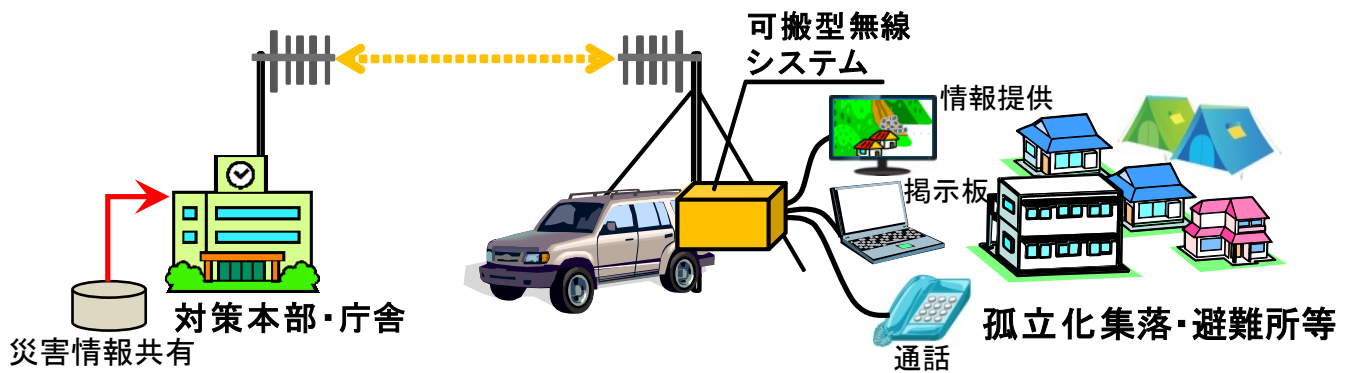 可搬型無線
システム
情報提供
掲示板
対策本部・庁舎
災害情報共有
通話
孤立化集落・避難所等